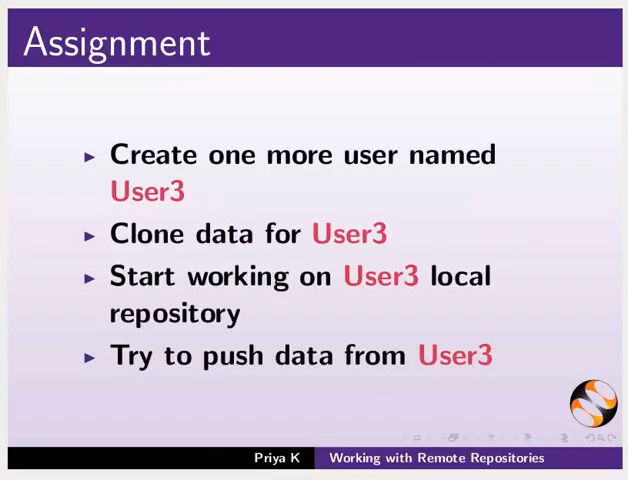 Assignment
Create one more user named
User3
Clone data for User3
Start working on User3 local
repository
Try to push data from User3
Priya K Working with Remote Repositories